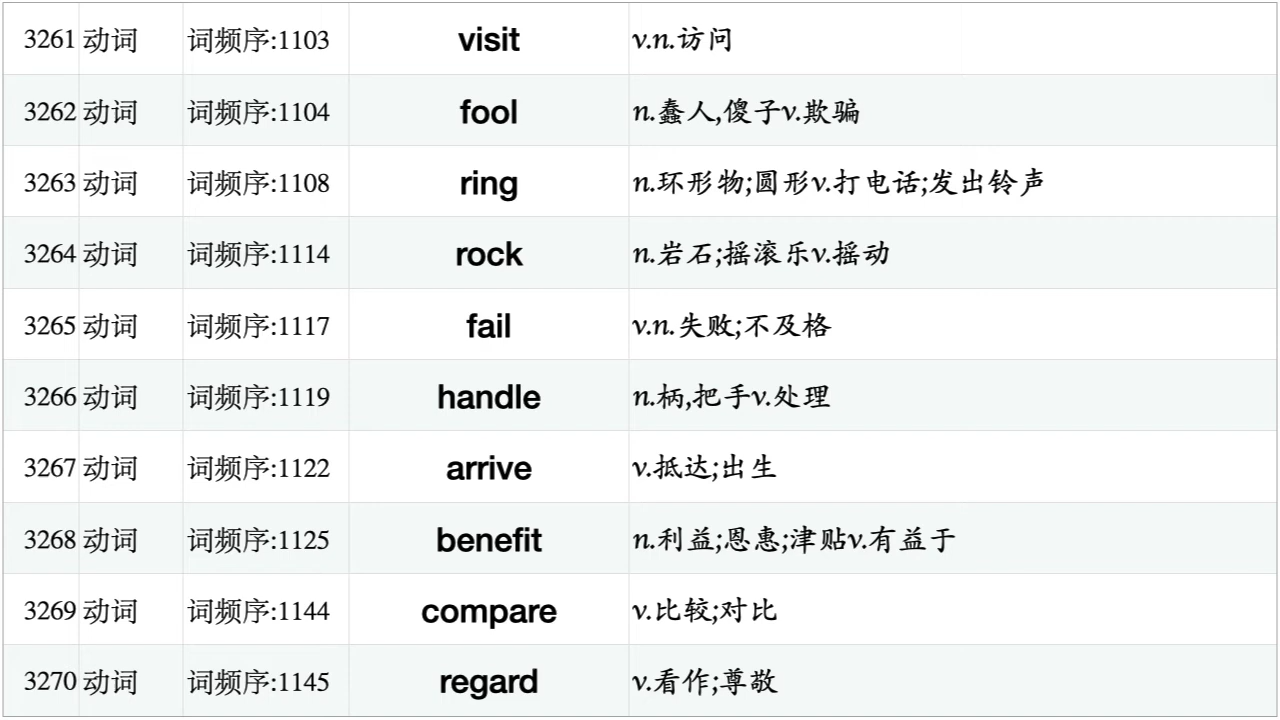 3261 动词 词频序:1103 visit v.n.访问
3262 动词 词频序:1104 fool n.蠢人,傻子v.欺骗
3263 动词 词频序:1108 ring n.环形物;圆形v.打电话;发出铃声
3264 动词 词频序:1114 rock n.岩石;摇滚乐v.摇动
3265 动词 词频序:1117 fail v.n.失败;不及格
3266 动词 词频序:1119 handle n.柄,把手v.处理
3267 动词 词频序:1122 arrive v.抵达;出生
3268 动词 词频序:1125 benefit n.利益;恩惠;津贴v.有益于
3269 动词 词频序:1144 compare v.比较;对比
3270 动词 词频序:1145 regard v.看作;尊敬